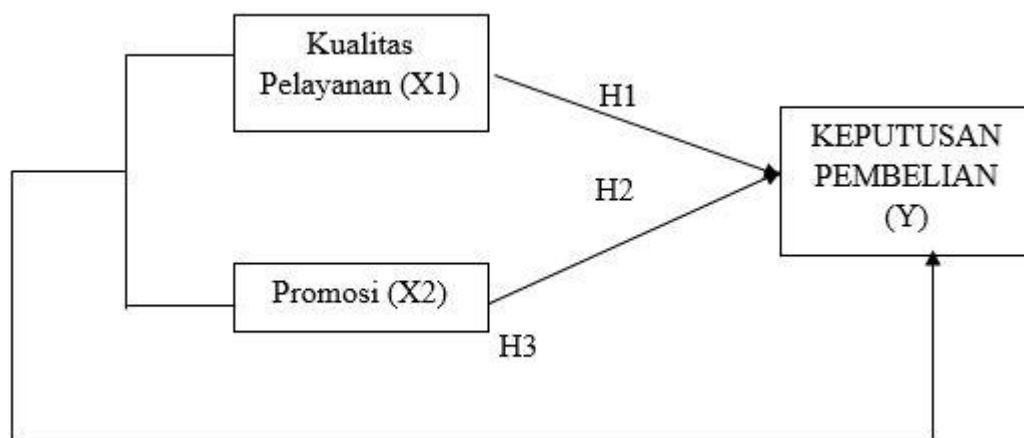 Kualitas
Pelayanan (X1)
H1
KEPUTUSAN
PEMBELIAN
(Y)
H2
Promosi (X2)
H3